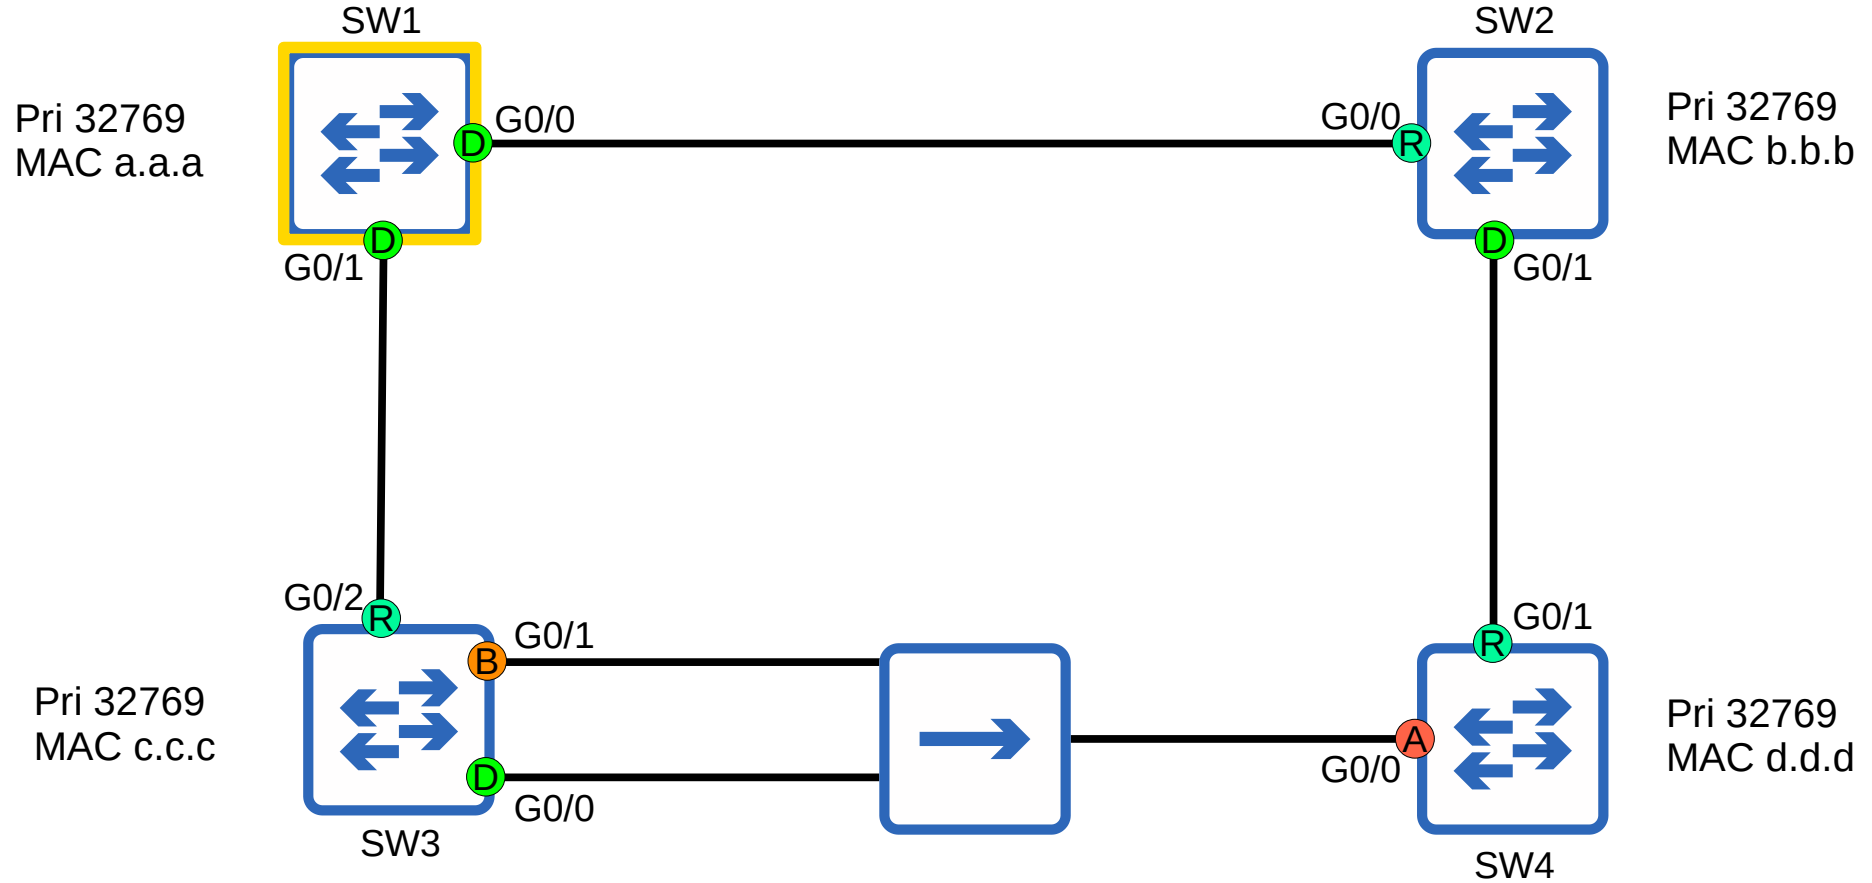 SW1
SW2
Pri 32769
MAC a.a.a
D
G0/0
G0/0
R
Pri 32769
MAC b.b.b
D
G0/1
D
G0/1
G0/2
R
G0/1
B
G0/1
R
Pri 32769
MAC c.c.c
A
G0/0
Pri 32769
MAC d.d.d
D
G0/0
SW3
SW4